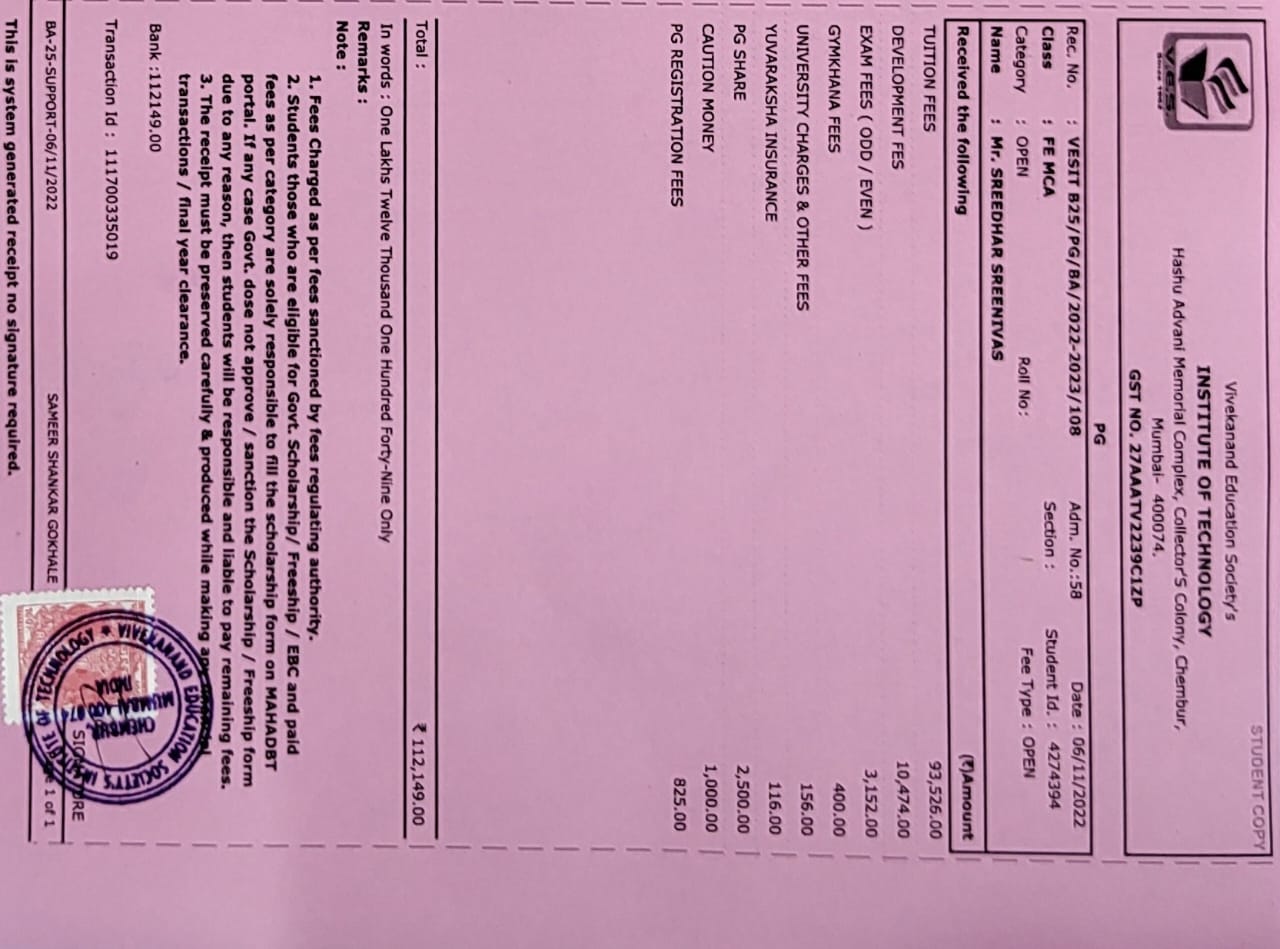 STUDENT COPY
V.E.S.
Since 1962
Vivekanand Education Society's
INSTITUTE OF TECHNOLOGY
Hashu Advani Memorial Complex, Collector'S Colony, Chembur,
Mumbai- 400074.
GST NO. 27AAATV2239C1ZP
PG
Rec. No. : VESIT B25/PG/BA/2022-2023/108 Adm. No.:58 Date : 06/11/2022
Class : FE MCA Section : Student Id. : 4274394
Category : OPEN Roll No: Fee Type : OPEN
Name : Mr. SREEDHAR SREENIVAS
Received the following (₹)Amount
TUITION FEES 93,526.00
DEVELOPMENT FES 10,474.00
EXAM FEES ( ODD / EVEN ) 3,152.00
GYMKHANA FEES 400.00
UNIVERSITY CHARGES & OTHER FEES 156.00
YUVARAKSHA INSURANCE 116.00
PG SHARE 2,500.00
CAUTION MONEY 1,000.00
PG REGISTRATION FEES 825.00
Total : ₹ 112,149.00
In words : One Lakhs Twelve Thousand One Hundred Forty-Nine Only
Remarks :
Note :
1. Fees Charged as per fees sanctioned by fees regulating authority.
2. Students those who are eligible for Govt. Scholarship/ Freeship / EBC and paid
fees as per category are solely responsible to fill the scholarship form on MAHADBT
portal. If any case Govt. dose not approve / sanction the Scholarship / Freeship form
due to any reason, then students will be responsible and liable to pay remaining fees.
3. The receipt must be preserved carefully & produced while making any
transactions / final year clearance.
Bank :112149.00
Transaction Id : 111700335019
VIVEKANAND EDUCATION SOCIETY'S INSTITUTE OF TECHNOLOGY
CHEMBUR,
MUMBAI 400 074
INDIA
BA-25-SUPPORT-06/11/2022 SAMEER SHANKAR GOKHALE 1 of 1
This is system generated receipt no signature required.